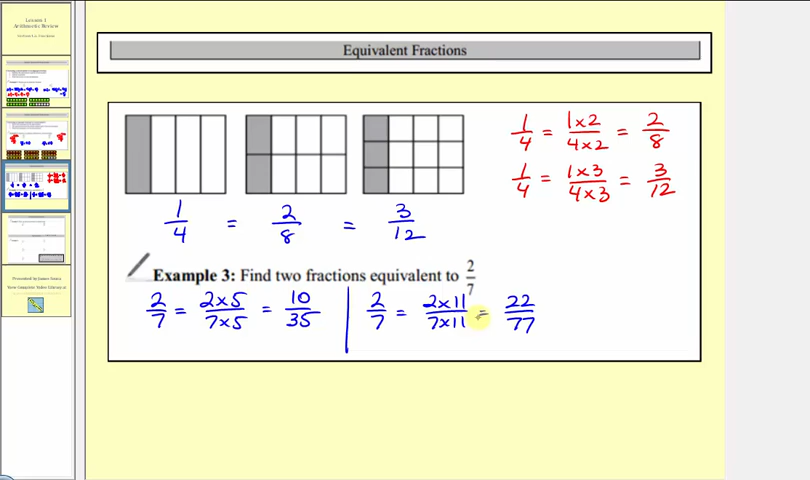 Lesson 1
Arithmetic Review
Equivalent Fractions
1/4 = 1×2/4×2 = 2/8
1/4 = 1×3/4×3 = 3/12
1/4 = 2/8 = 3/12
Example 3: Find two fractions equivalent to 2/7
2/7 = 2×5/7×5 = 10/35 | 2/7 = 2×11/7×11 = 22/77